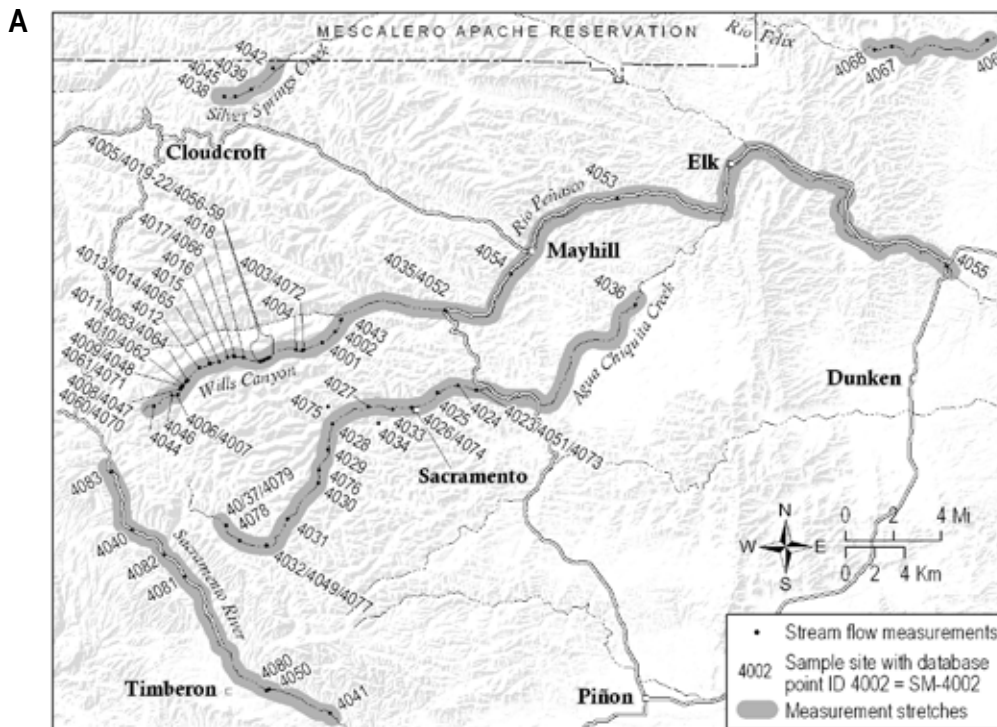 A
MESCALERO APACHE RESERVATION
Rio Felix
4042
4039
4045
4038
Silver Springs
4068
4067
Cloudcroft
4005/4019-22/4056-59
4018
4017/4066
4016
4015
4013/4014/4065
4012
4011/4063/4064
4010/4062
4009/4048
4061/4071
4008/4047
4060/4070
4003/4072
4004
Elk
4053
Rio Peñasco
Mayhill
4054
4035/4052
4055
4036
Agua Chiquita Creek
4043
4002
4001
Wills Canyon
4006/4007
4046
4044
Dunken
4075
4027
4025
4024
4023/4051/4073
4026/4074
4033
4034
4028
4029
4076
4030
Sacramento
4083
40/37/4079
4078
4031
4032/4049/4077
4040
4082
4081
Sacramento River
4080
4050
4041
Timberon
Piñon
N
W E
S
0 2 4 Mi
0 2 4 Km
Stream flow measurements
4002 Sample site with database
point ID 4002 = SM-4002
Measurement stretches